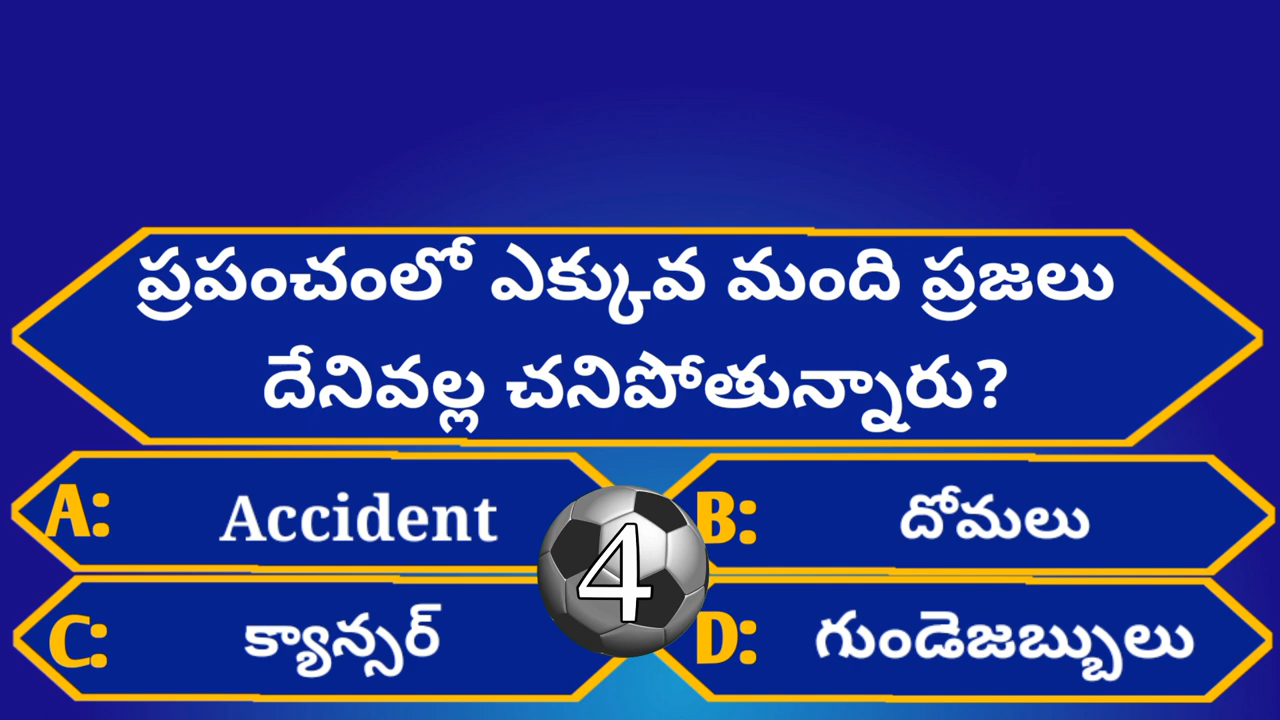 ప్రపంచంలో ఎక్కువ మంది ప్రజలు
దేనివల్ల చనిపోతున్నారు?
A: Accident
B: దోమలు
4
C: క్యాన్సర్
D: గుండెజబ్బులు